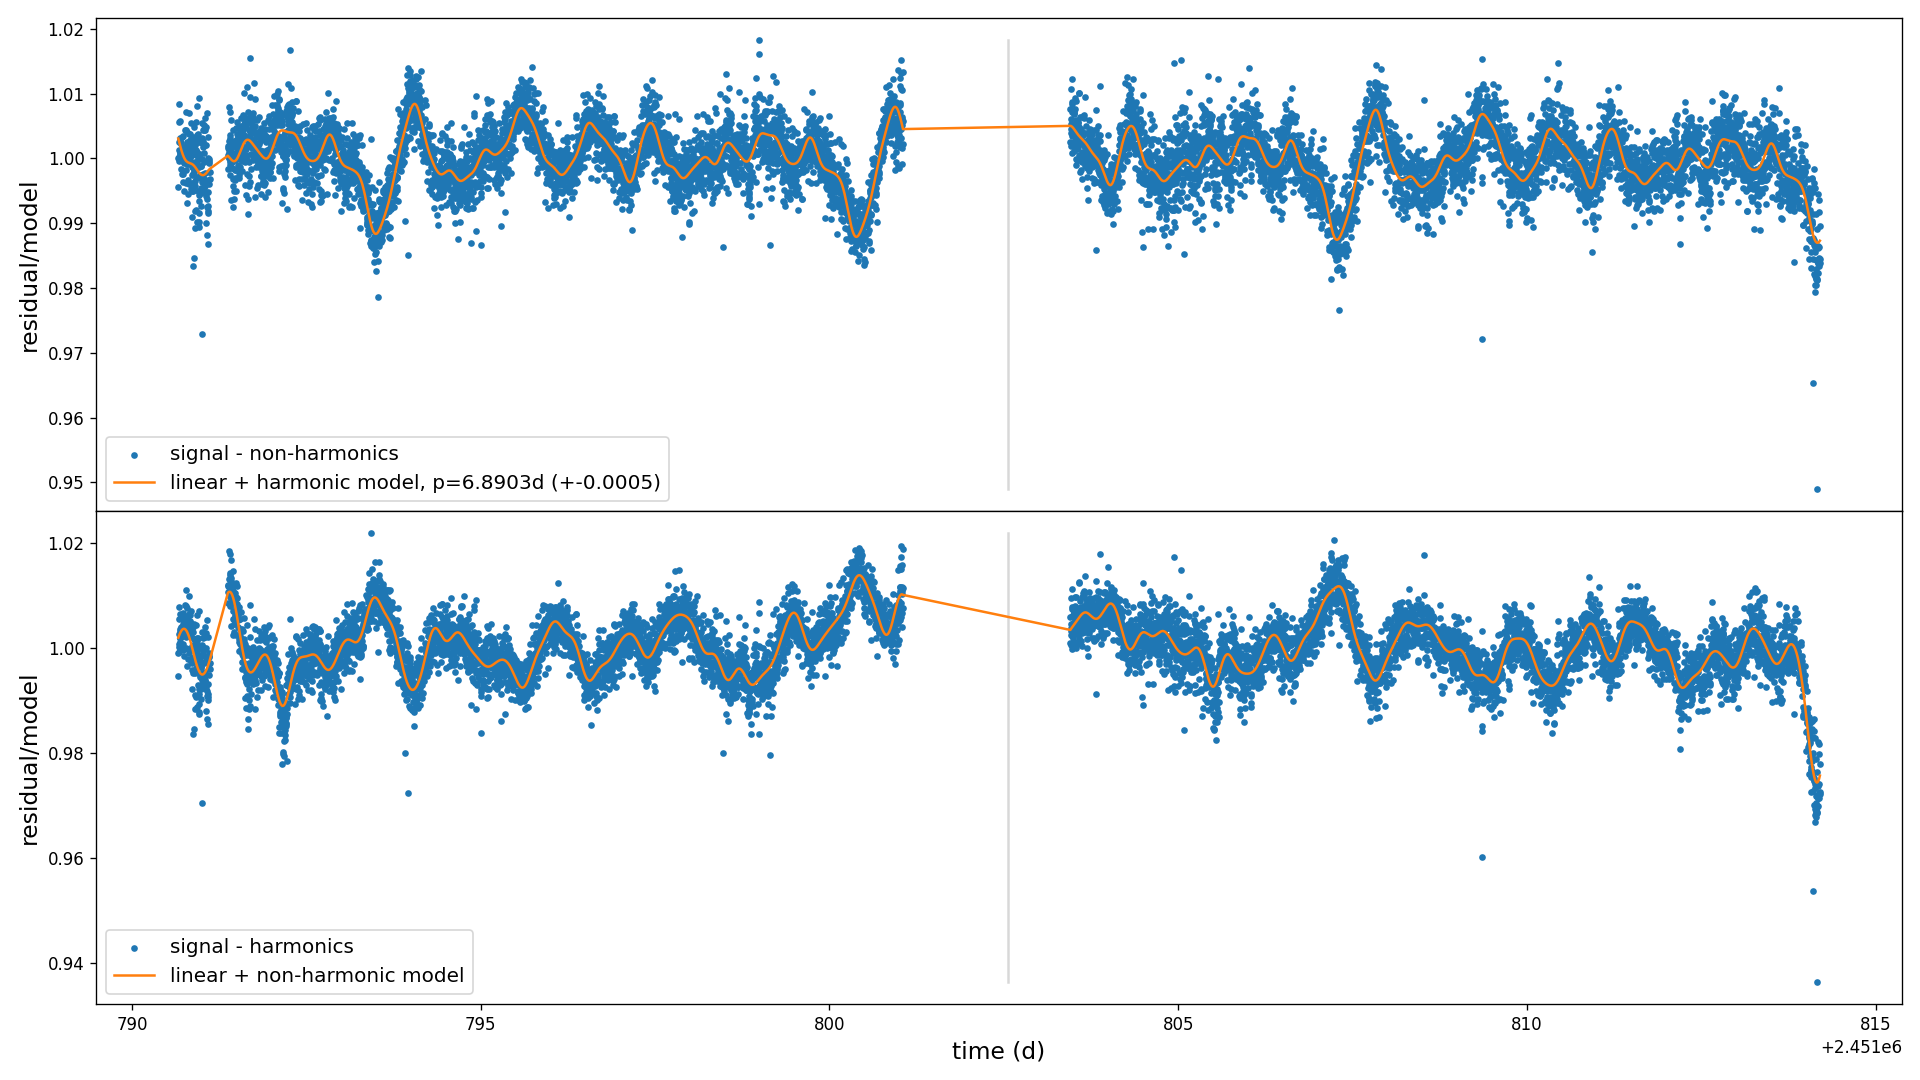 1.02
1.01
1.00
0.99
0.98
0.97
0.96
0.95
residual/model
signal - non-harmonics
linear + harmonic model, p=6.8903d (+-0.0005)
1.02
1.00
0.98
0.96
0.94
residual/model
signal - harmonics
linear + non-harmonic model
790 795 800 805 810 815
time (d)
+2.451e6